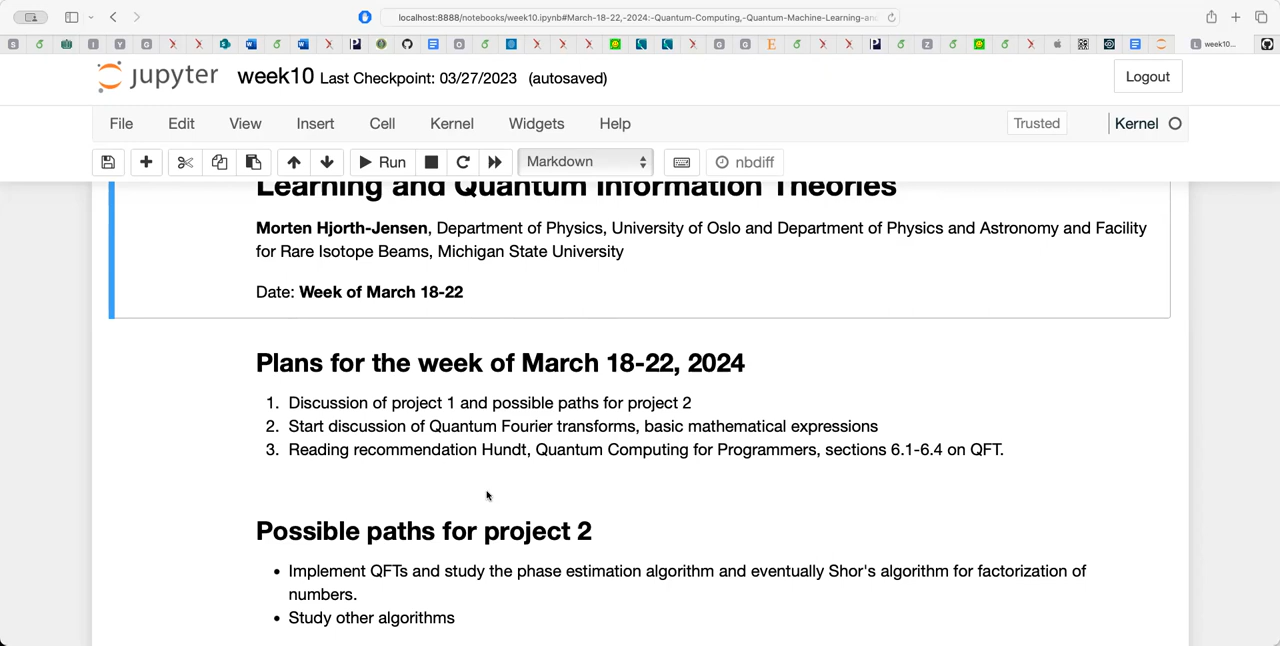 localhost:8888/notebooks/week10.ipynb#March-18-22,-2024:-Quantum-Computing,-Quantum-Machine-Learning-an
week10...
jupyter week10 Last Checkpoint: 03/27/2023 (autosaved)
Logout
File Edit View Insert Cell Kernel Widgets Help
Trusted
Kernel
Run
Markdown
nbdiff
Learning and Quantum Information Theories
Morten Hjorth-Jensen, Department of Physics, University of Oslo and Department of Physics and Astronomy and Facility
for Rare Isotope Beams, Michigan State University
Date: Week of March 18-22
Plans for the week of March 18-22, 2024
1. Discussion of project 1 and possible paths for project 2
2. Start discussion of Quantum Fourier transforms, basic mathematical expressions
3. Reading recommendation Hundt, Quantum Computing for Programmers, sections 6.1-6.4 on QFT.
Possible paths for project 2
• Implement QFTs and study the phase estimation algorithm and eventually Shor's algorithm for factorization of
numbers.
• Study other algorithms